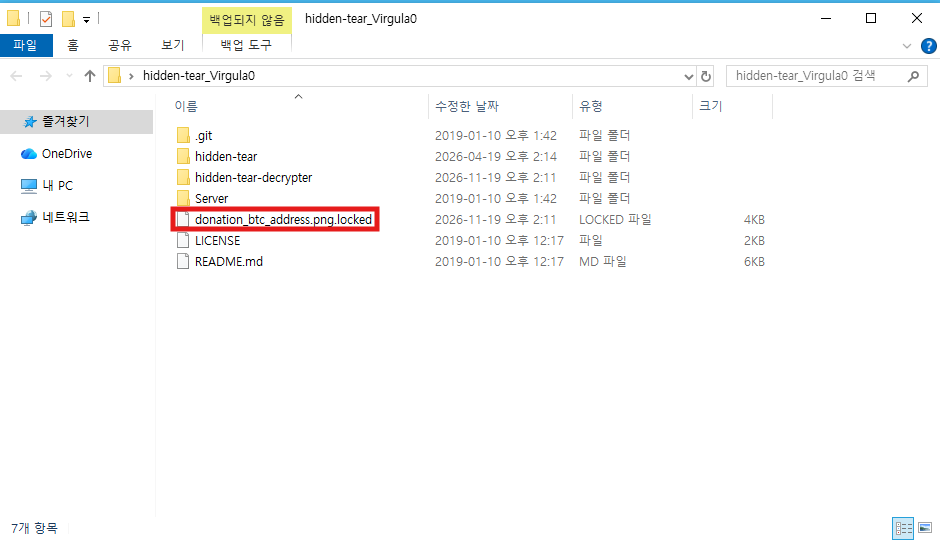 백업되지 않음
hidden-tear_Virgula0
파일 홈 공유 보기 백업 도구
hidden-tear_Virgula0
hidden-tear_Virgula0 검색
이름 수정한 날짜 유형 크기
즐겨찾기
OneDrive
내 PC
네트워크
.git 2019-01-10 오후 1:42 파일 폴더
hidden-tear 2026-04-19 오후 2:14 파일 폴더
hidden-tear-decrypter 2026-11-19 오후 2:11 파일 폴더
Server 2019-01-10 오후 1:42 파일 폴더
donation_btc_address.png.locked 2026-11-19 오후 2:11 LOCKED 파일 4KB
LICENSE 2019-01-10 오후 12:17 파일 2KB
README.md 2019-01-10 오후 12:17 MD 파일 6KB
7개 항목